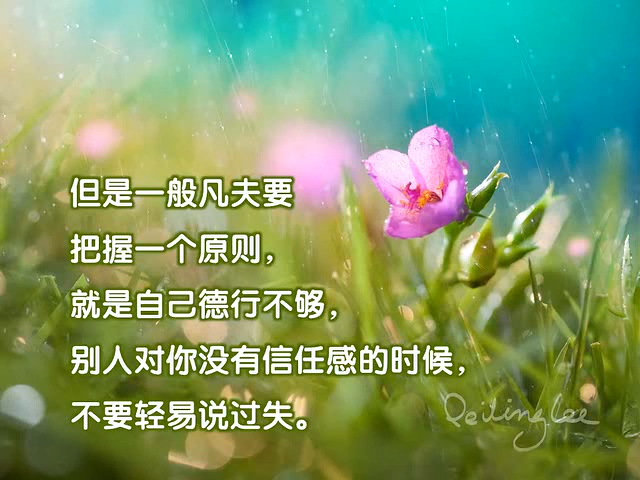 但是一般凡夫要
把握一个原则，
就是自己德行不够，
别人对你没有信任感的时候，
不要轻易说过失。
Peiling Lee